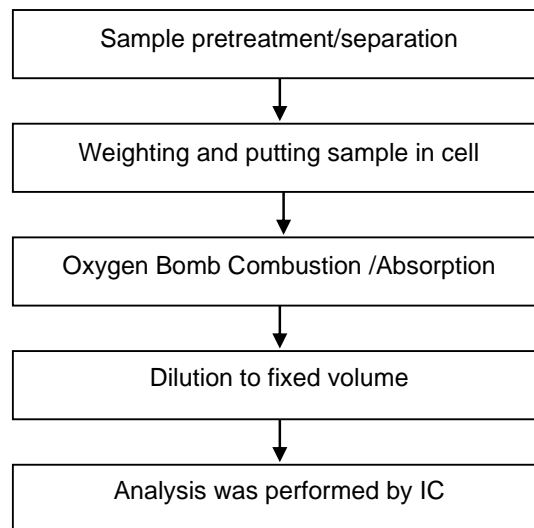 Sample pretreatment/separation
Weighting and putting sample in cell
Oxygen Bomb Combustion /Absorption
Dilution to fixed volume
Analysis was performed by IC